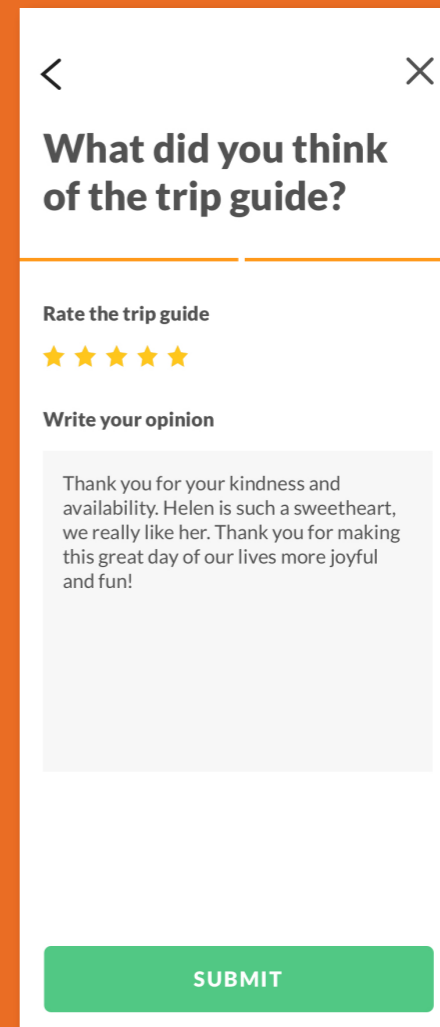 What did you think
of the trip guide?
Rate the trip guide
Write your opinion
Thank you for your kindness and
availability. Helen is such a sweetheart,
we really like her. Thank you for making
this great day of our lives more joyful
and fun!
SUBMIT